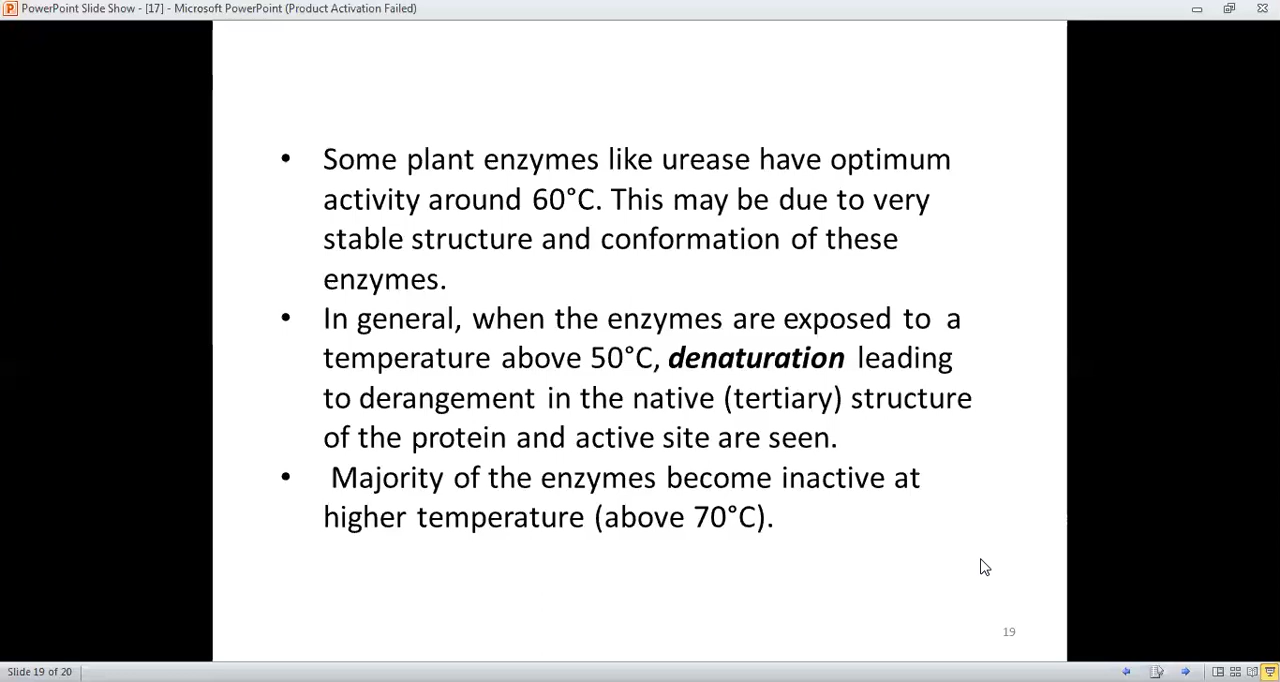 PowerPoint Slide Show - [17] - Microsoft PowerPoint (Product Activation Failed)
• Some plant enzymes like urease have optimum
activity around 60°C. This may be due to very
stable structure and conformation of these
enzymes.
• In general, when the enzymes are exposed to a
temperature above 50°C, denaturation leading
to derangement in the native (tertiary) structure
of the protein and active site are seen.
• Majority of the enzymes become inactive at
higher temperature (above 70°C).
19
Slide 19 of 20